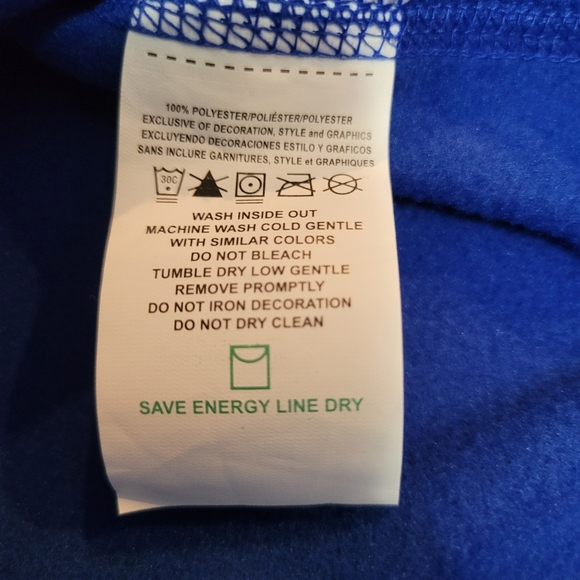 100% POLYESTER/POLIÉSTER/POLYESTER
EXCLUSIVE OF DECORATION, STYLE and GRAPHICS
EXCLUYENDO DECORACIONES ESTILO Y GRAFICOS
SANS INCLURE GARNITURES, STYLE et GRAPHIQUES
30C
WASH INSIDE OUT
MACHINE WASH COLD GENTLE
WITH SIMILAR COLORS
DO NOT BLEACH
TUMBLE DRY LOW GENTLE
REMOVE PROMPTLY
DO NOT IRON DECORATION
DO NOT DRY CLEAN
SAVE ENERGY LINE DRY